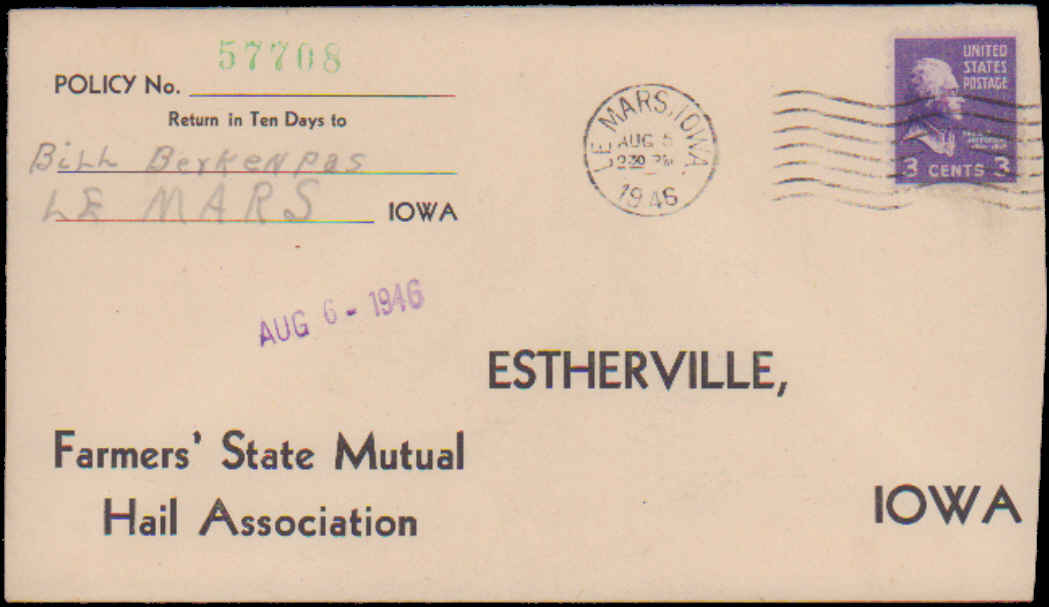 57708
POLICY No.
Return in Ten Days to
Bill Berkenpas
LE MARS IOWA
LE MARS, IOWA.
AUG 5
2:30 PM
1946
UNITED
STATES
POSTAGE
3 CENTS 3
AUG 6 - 1946
ESTHERVILLE,
Farmers' State Mutual
Hail Association
IOWA